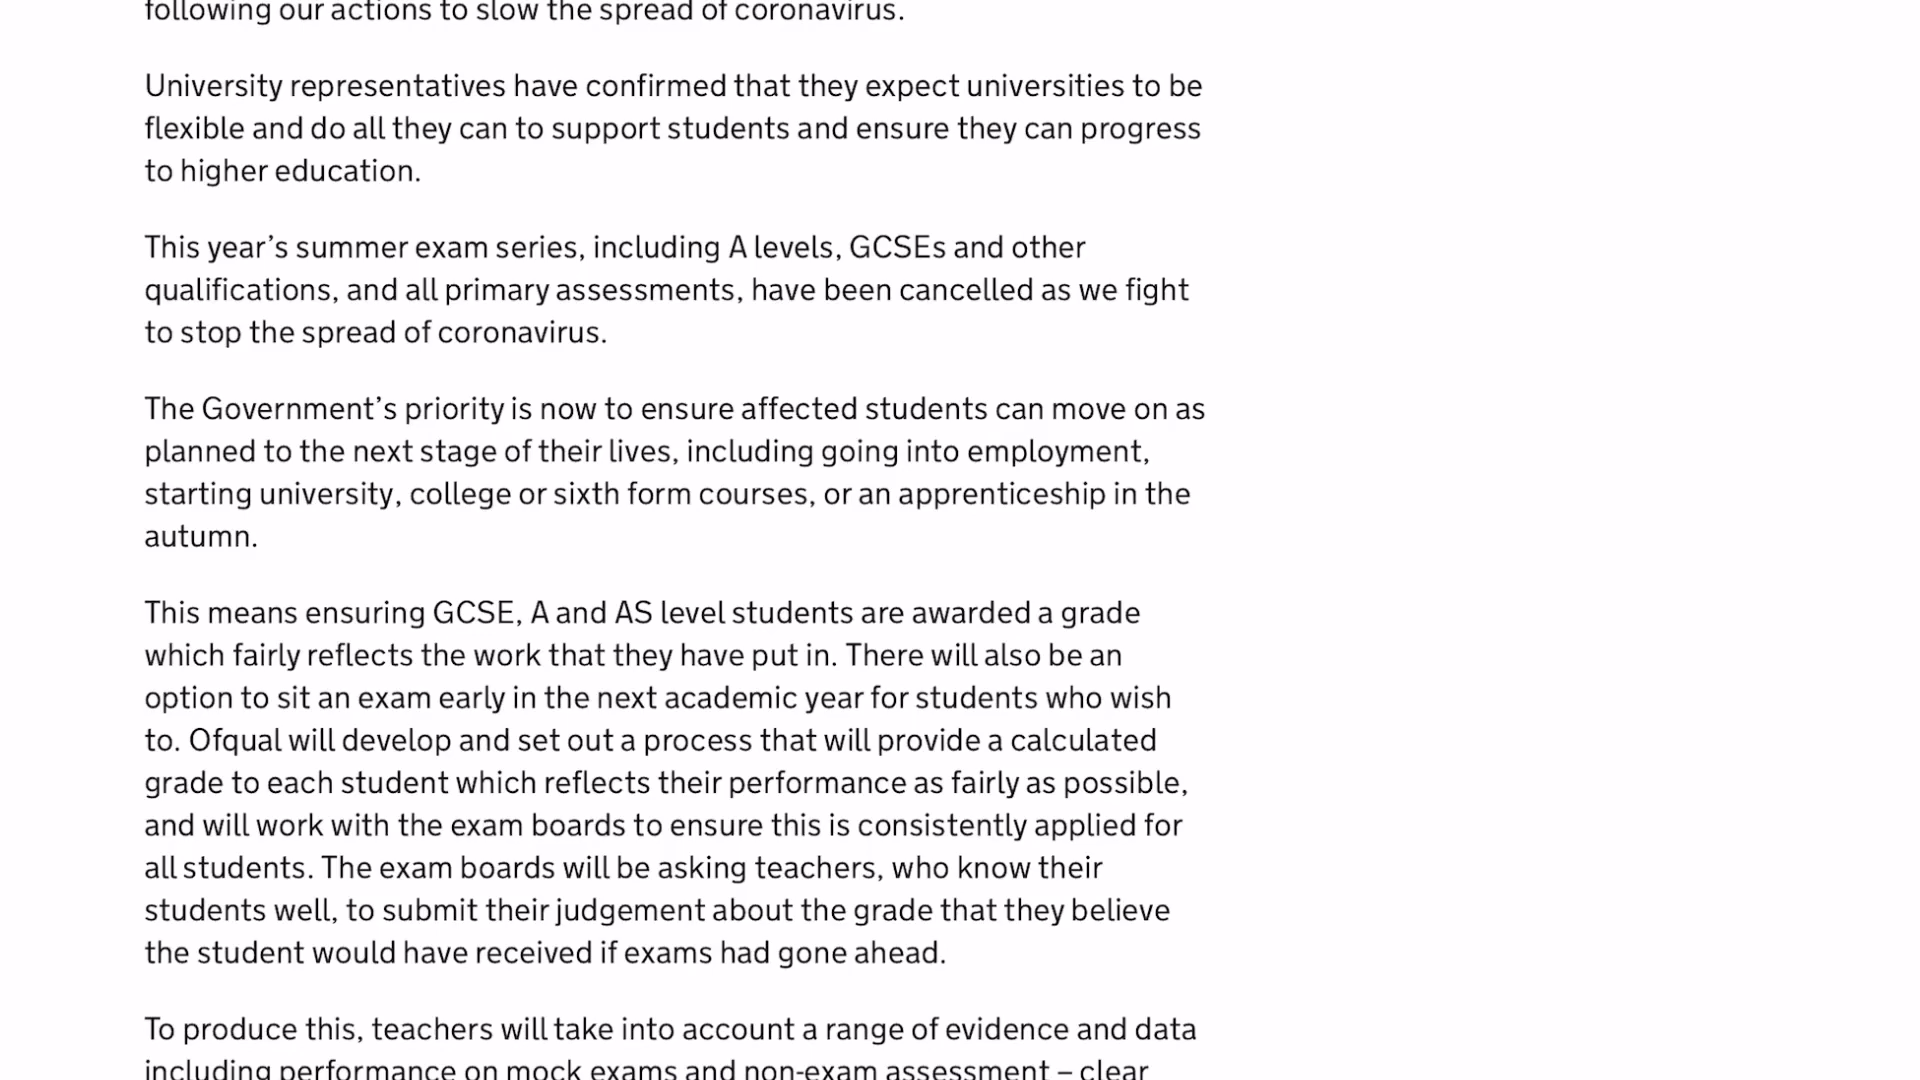 following our actions to slow the spread of coronavirus.
University representatives have confirmed that they expect universities to be
flexible and do all they can to support students and ensure they can progress
to higher education.
This year’s summer exam series, including A levels, GCSEs and other
qualifications, and all primary assessments, have been cancelled as we fight
to stop the spread of coronavirus.
The Government’s priority is now to ensure affected students can move on as
planned to the next stage of their lives, including going into employment,
starting university, college or sixth form courses, or an apprenticeship in the
autumn.
This means ensuring GCSE, A and AS level students are awarded a grade
which fairly reflects the work that they have put in. There will also be an
option to sit an exam early in the next academic year for students who wish
to. Ofqual will develop and set out a process that will provide a calculated
grade to each student which reflects their performance as fairly as possible,
and will work with the exam boards to ensure this is consistently applied for
all students. The exam boards will be asking teachers, who know their
students well, to submit their judgement about the grade that they believe
the student would have received if exams had gone ahead.
To produce this, teachers will take into account a range of evidence and data
including performance on mock exams and non-exam assessment – clear